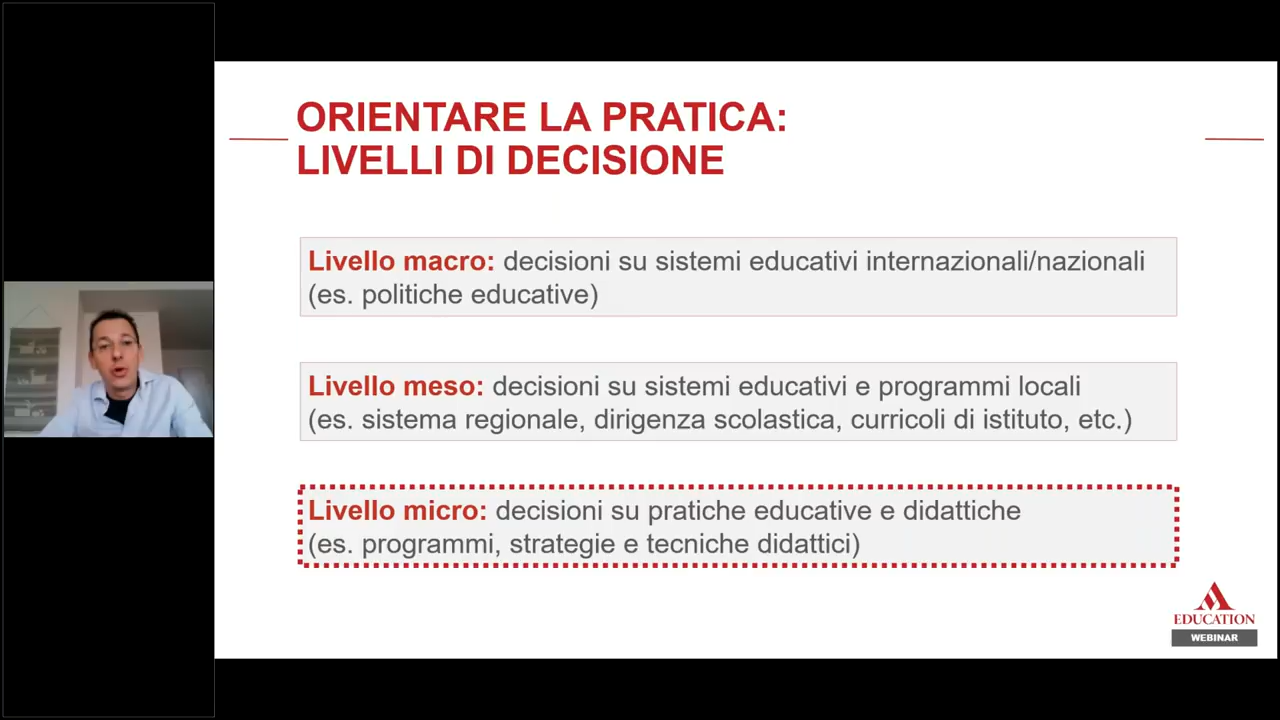 ORIENTARE LA PRATICA:
LIVELLI DI DECISIONE
Livello macro: decisioni su sistemi educativi internazionali/nazionali
(es. politiche educative)
Livello meso: decisioni su sistemi educativi e programmi locali
(es. sistema regionale, dirigenza scolastica, curricoli di istituto, etc.)
Livello micro: decisioni su pratiche educative e didattiche
(es. programmi, strategie e tecniche didattici)
EDUCATION
WEBINAR